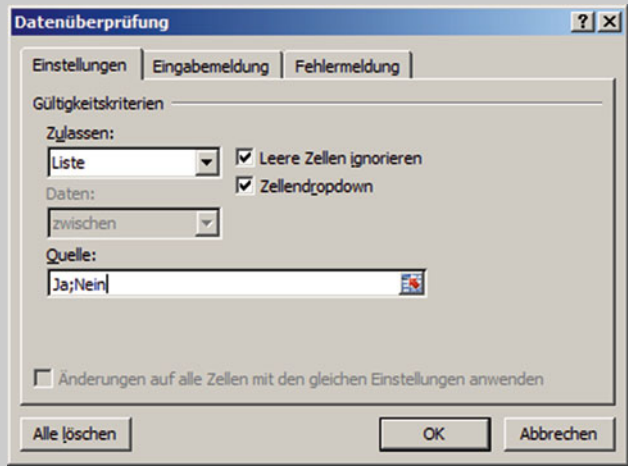 Datenüberprüfung
Einstellungen Eingabemeldung Fehlermeldung
Gültigkeitskriterien
Zulassen:
Liste
Leere Zellen ignorieren
Daten:
Zellendropdown
zwischen
Quelle:
Ja;Nein
Änderungen auf alle Zellen mit den gleichen Einstellungen anwenden
Alle löschen OK Abbrechen